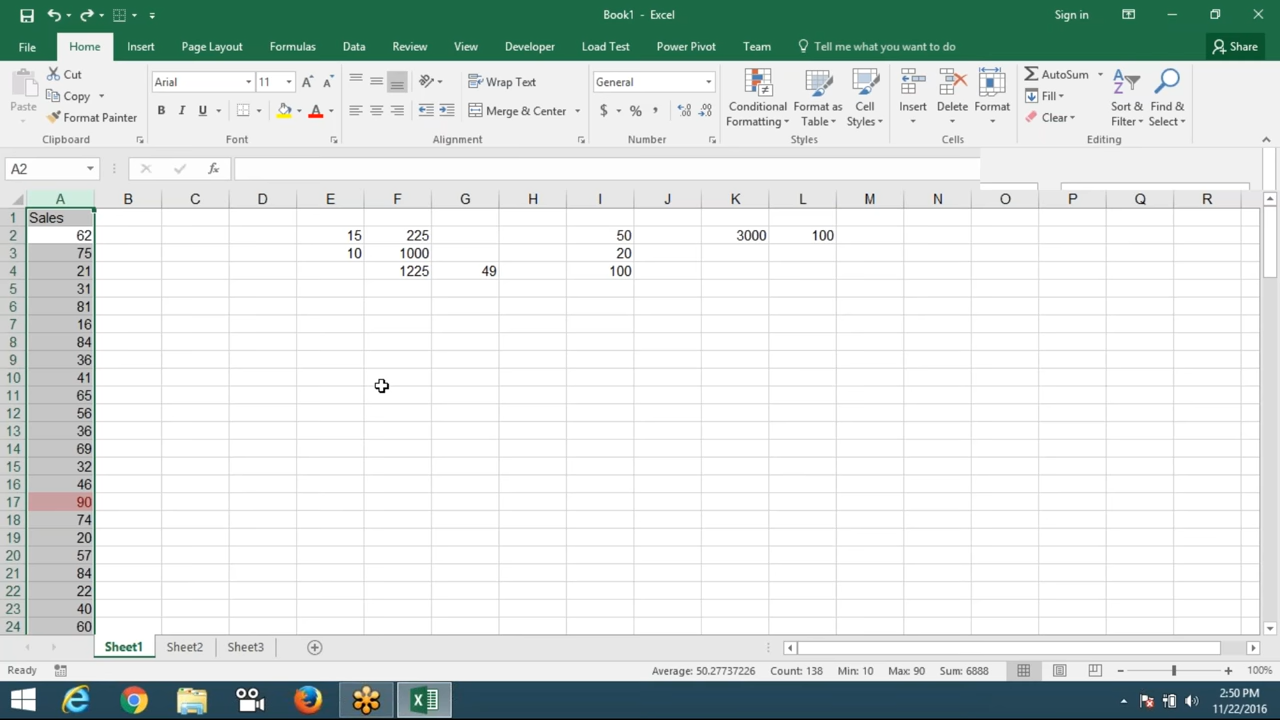 Book1 - Excel
Sign in
File Home Insert Page Layout Formulas Data Review View Developer Load Test Power Pivot Team Tell me what you want to do Share
Paste Cut Copy Format Painter
Clipboard
Arial 11 A A
B I U A
Font
Wrap Text
Merge & Center
Alignment
General
$ % ,
Number
Conditional Formatting
Format as Table
Cell Styles
Styles
Insert Delete Format
Cells
AutoSum
Fill
Clear
Sort & Filter
Find & Select
Editing
A2 fx
A B C D E F G H I J K L M N O P Q R
1 Sales
2 62 15 225 50 3000 100
3 75 10 1000 20
4 21 1225 49 100
5 31
6 81
7 16
8 84
9 36
10 41
11 65
12 56
13 36
14 69
15 32
16 46
17 90
18 74
19 20
20 57
21 84
22 22
23 40
24 60
Sheet1 Sheet2 Sheet3
Ready Average: 50.27737226 Count: 138 Min: 10 Max: 90 Sum: 6888 100%
2:50 PM
11/22/2016